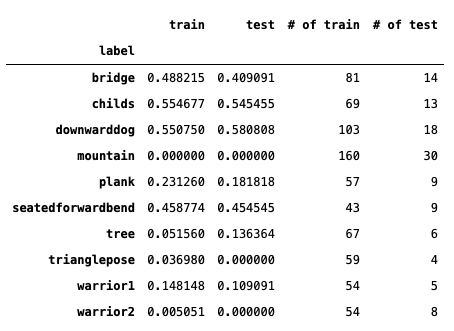 train test # of train # of test
label
bridge 0.488215 0.409091 81 14
childs 0.554677 0.545455 69 13
downwarddog 0.550750 0.580808 103 18
mountain 0.000000 0.000000 160 30
plank 0.231260 0.181818 57 9
seatedforwardbend 0.458774 0.454545 43 9
tree 0.051560 0.136364 67 6
trianglepose 0.036980 0.000000 59 4
warrior1 0.148148 0.109091 54 5
warrior2 0.005051 0.000000 54 8